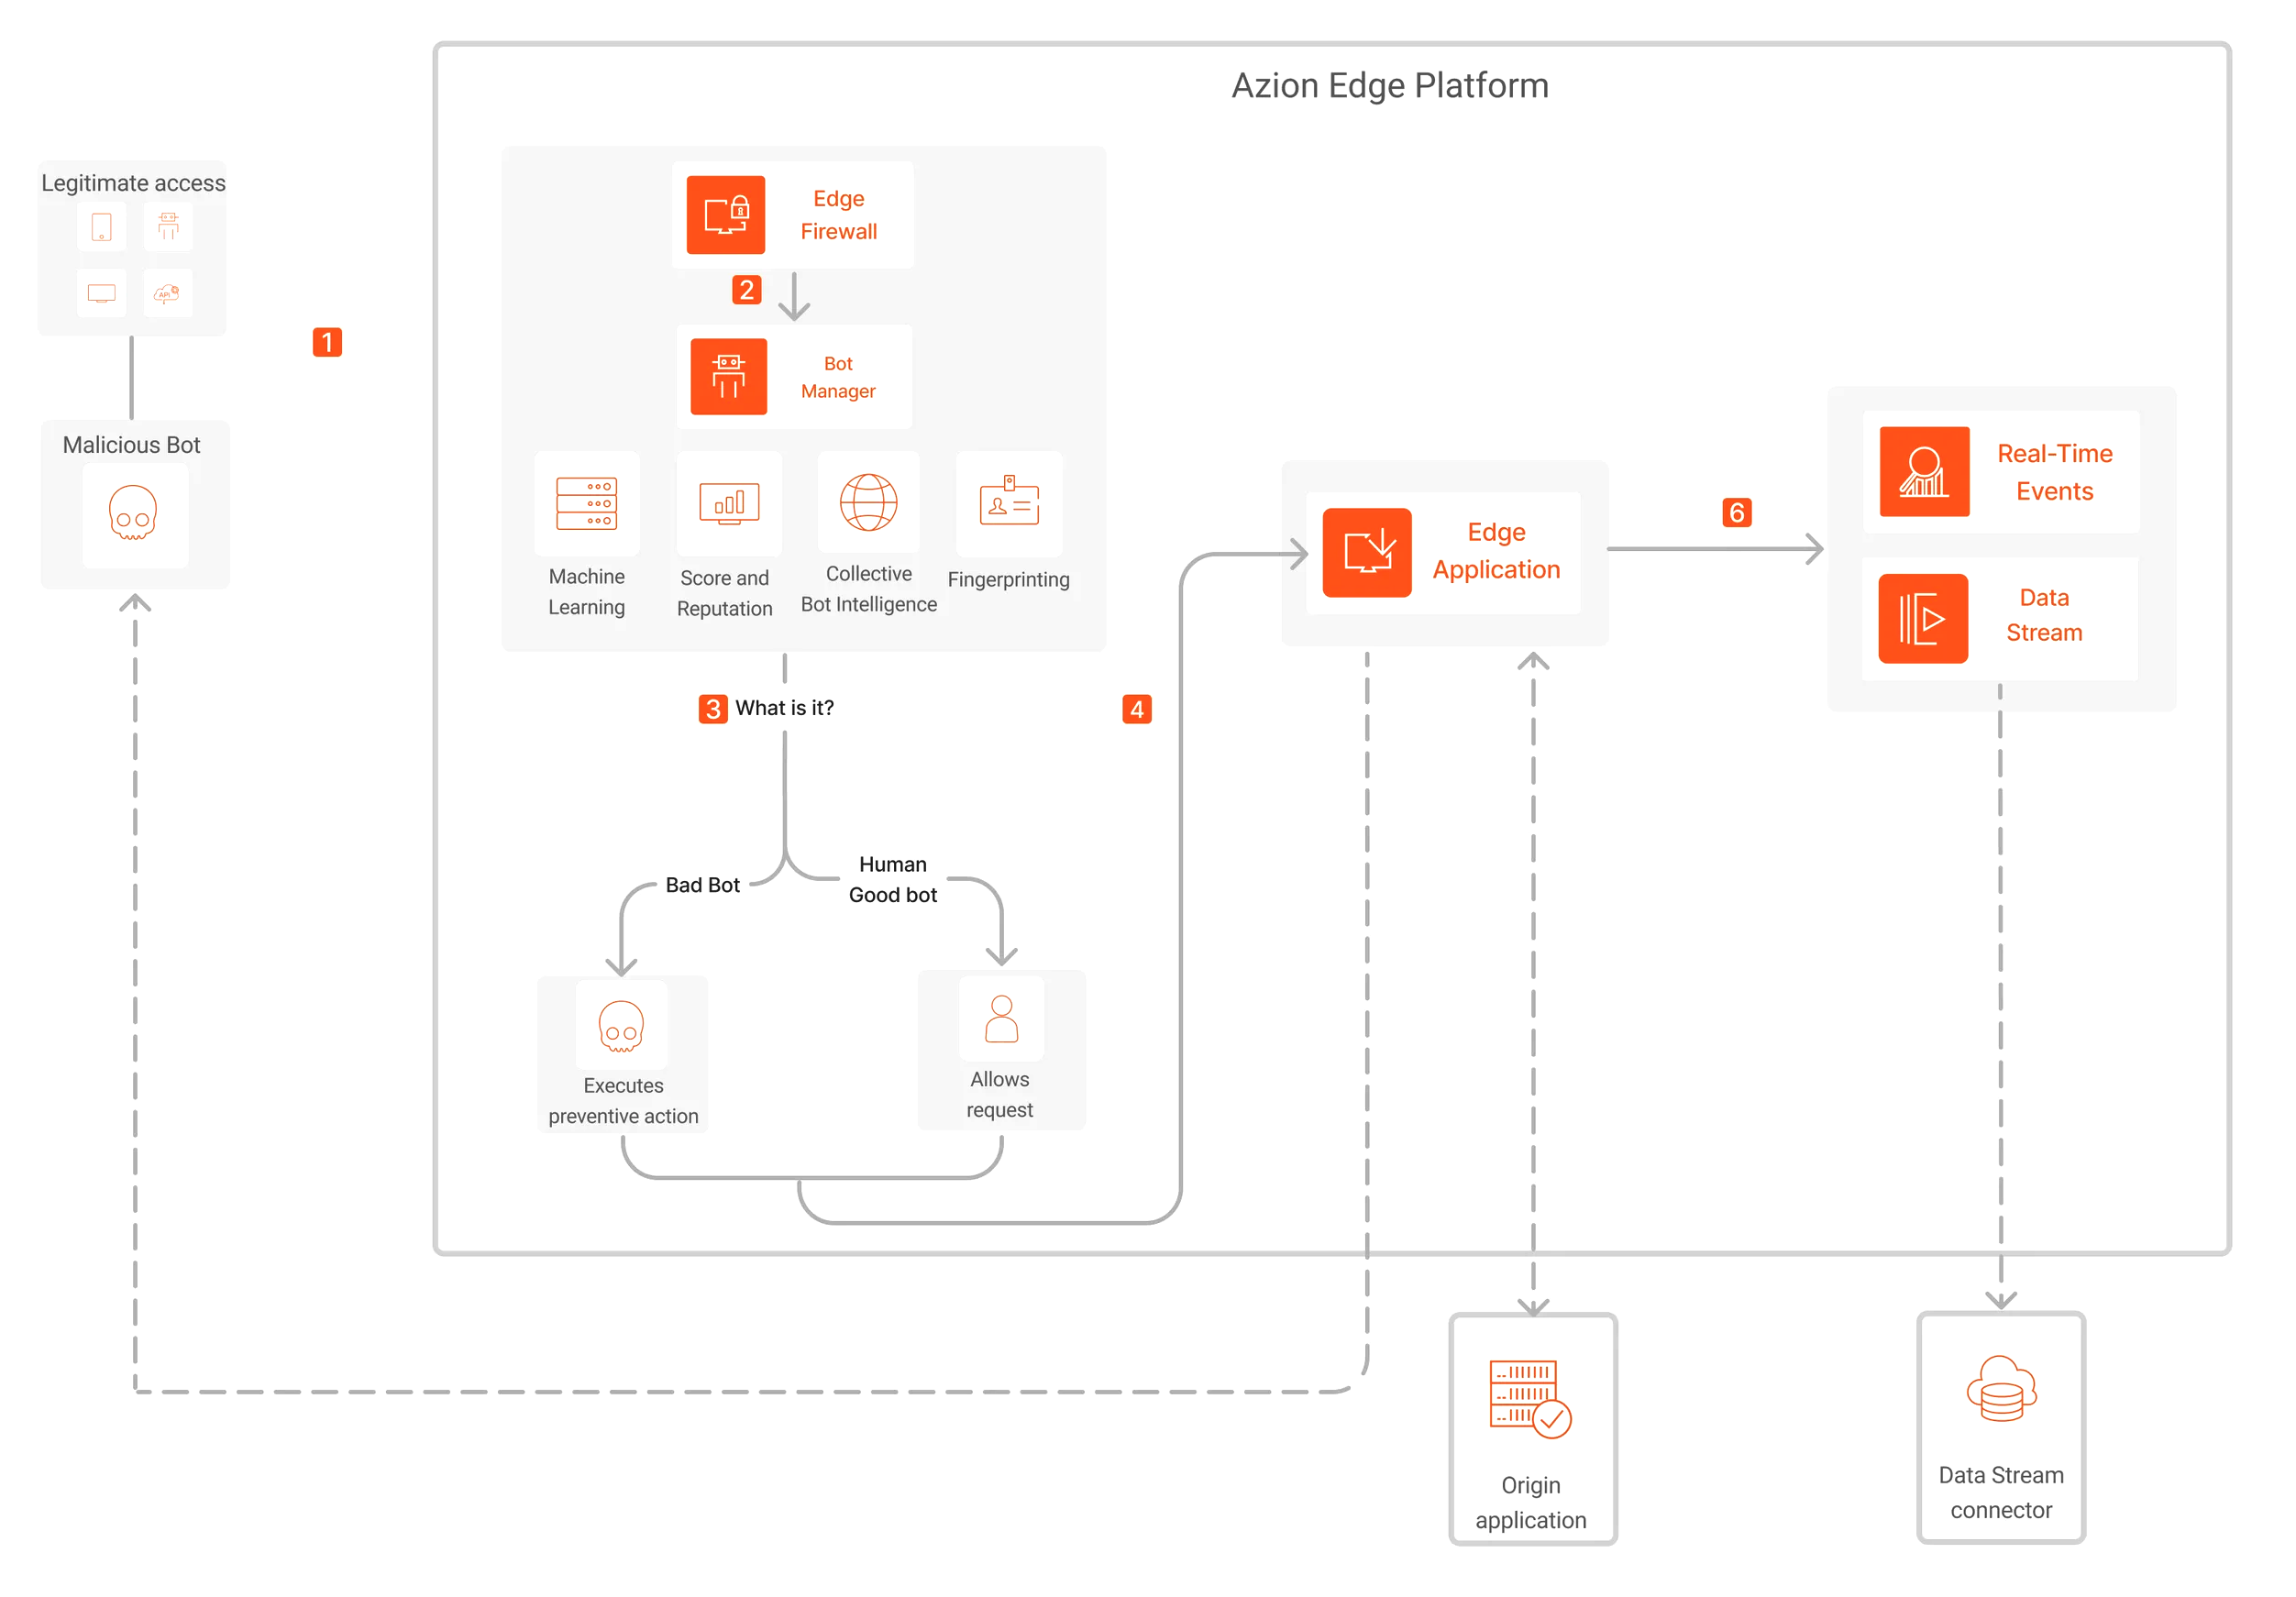 Azion Edge Platform
Legitimate access
API
1
Malicious Bot
Edge
Firewall
2
Bot
Manager
Machine
Learning
Score and
Reputation
Collective
Bot Intelligence
Fingerprinting
3 What is it?
Bad Bot
Human
Good bot
Executes
preventive action
Allows
request
4
Edge
Application
6
Real-Time
Events
Data
Stream
Origin
application
Data Stream
connector